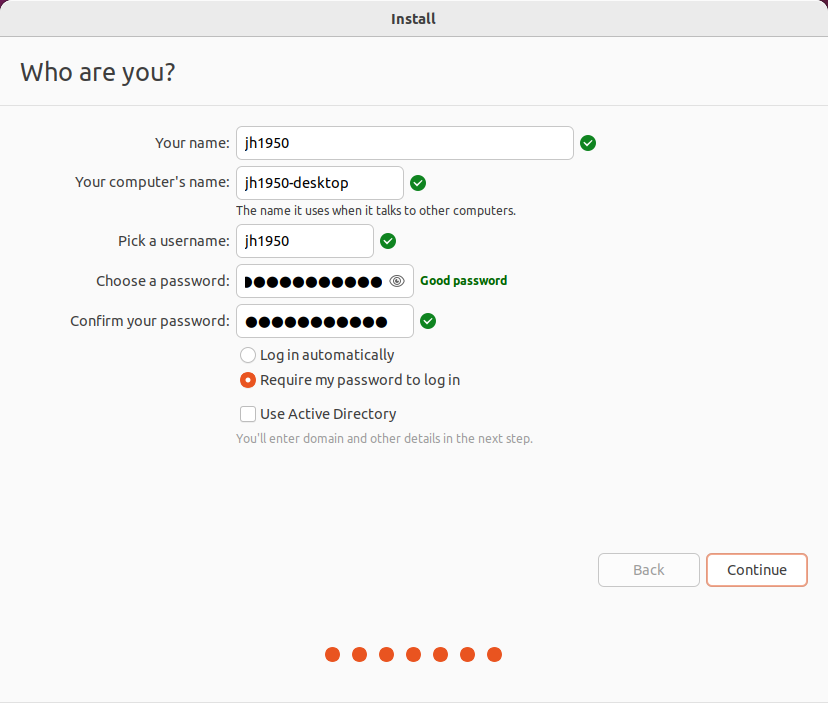 Install
Who are you?
Your name: jh1950
Your computer's name: jh1950-desktop
The name it uses when it talks to other computers.
Pick a username: jh1950
Choose a password: ●●●●●●●●●●● Good password
Confirm your password: ●●●●●●●●●●●
Log in automatically
Require my password to log in
Use Active Directory
You'll enter domain and other details in the next step.
Back Continue